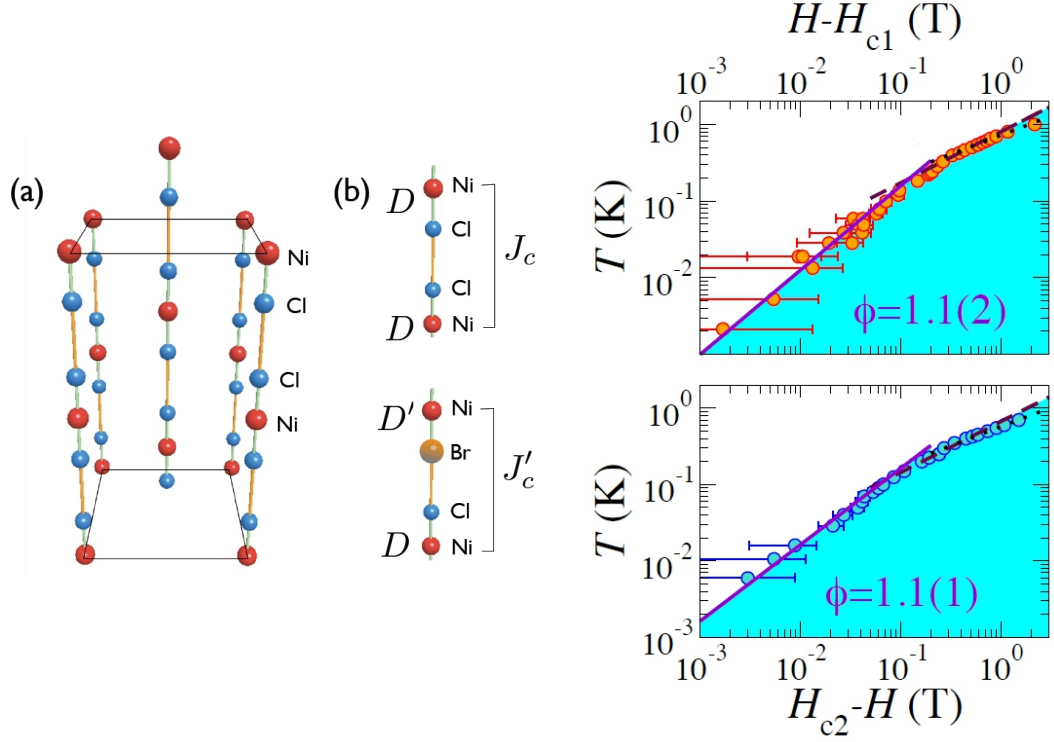 (a)
Ni
Cl
Cl
Ni
(b)
D
Ni
Cl
Cl
D
Ni
J_c
D′
Ni
Br
Cl
D
Ni
J′_c
H-H_c1 (T)
10^-3 10^-2 10^-1 10^0
10^0
10^-1
10^-2
T (K)
ϕ=1.1(2)
10^0
10^-1
10^-2
10^-3
T (K)
ϕ=1.1(1)
10^-3 10^-2 10^-1 10^0
H_c2-H (T)